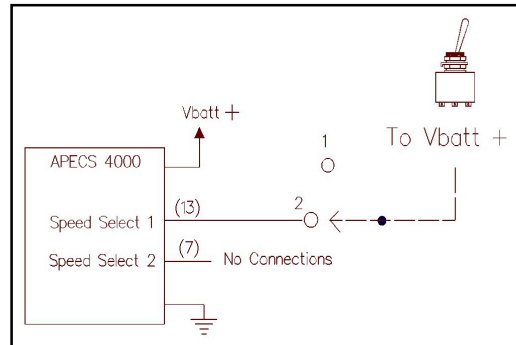 Vbatt +
1
To Vbatt +
APECS 4000
Speed Select 1
(13)
2
Speed Select 2
(7)
No Connections